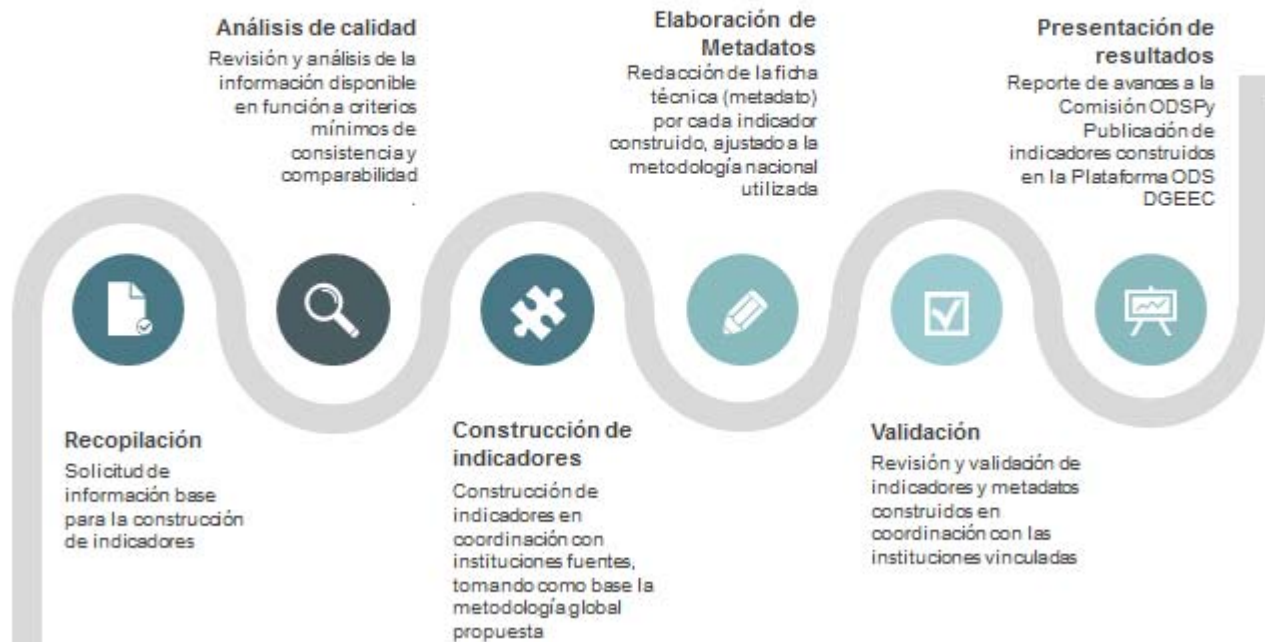 Análisis de calidad
Revisión y análisis de la
información disponible
en función a criterios
mínimos de
consistencia y
comparabilidad
.
Elaboración de
Metadatos
Redacción de la ficha
técnica (metadato)
por cada indicador
construido, ajustado a la
metodología nacional
utilizada
Presentación de
resultados
Reporte de avances a la
Comisión ODSPy
Publicación de
indicadores construidos
en la Plataforma ODS
DGEEC
Recopilación
Solicitud de
información base
para la construcción
de indicadores
Construcción de
indicadores
Construcción de
indicadores en
coordinación con
instituciones fuentes,
tomando como base la
metodología global
propuesta
Validación
Revisión y validación de
indicadores y metadatos
construidos en
coordinación con las
instituciones vinculadas